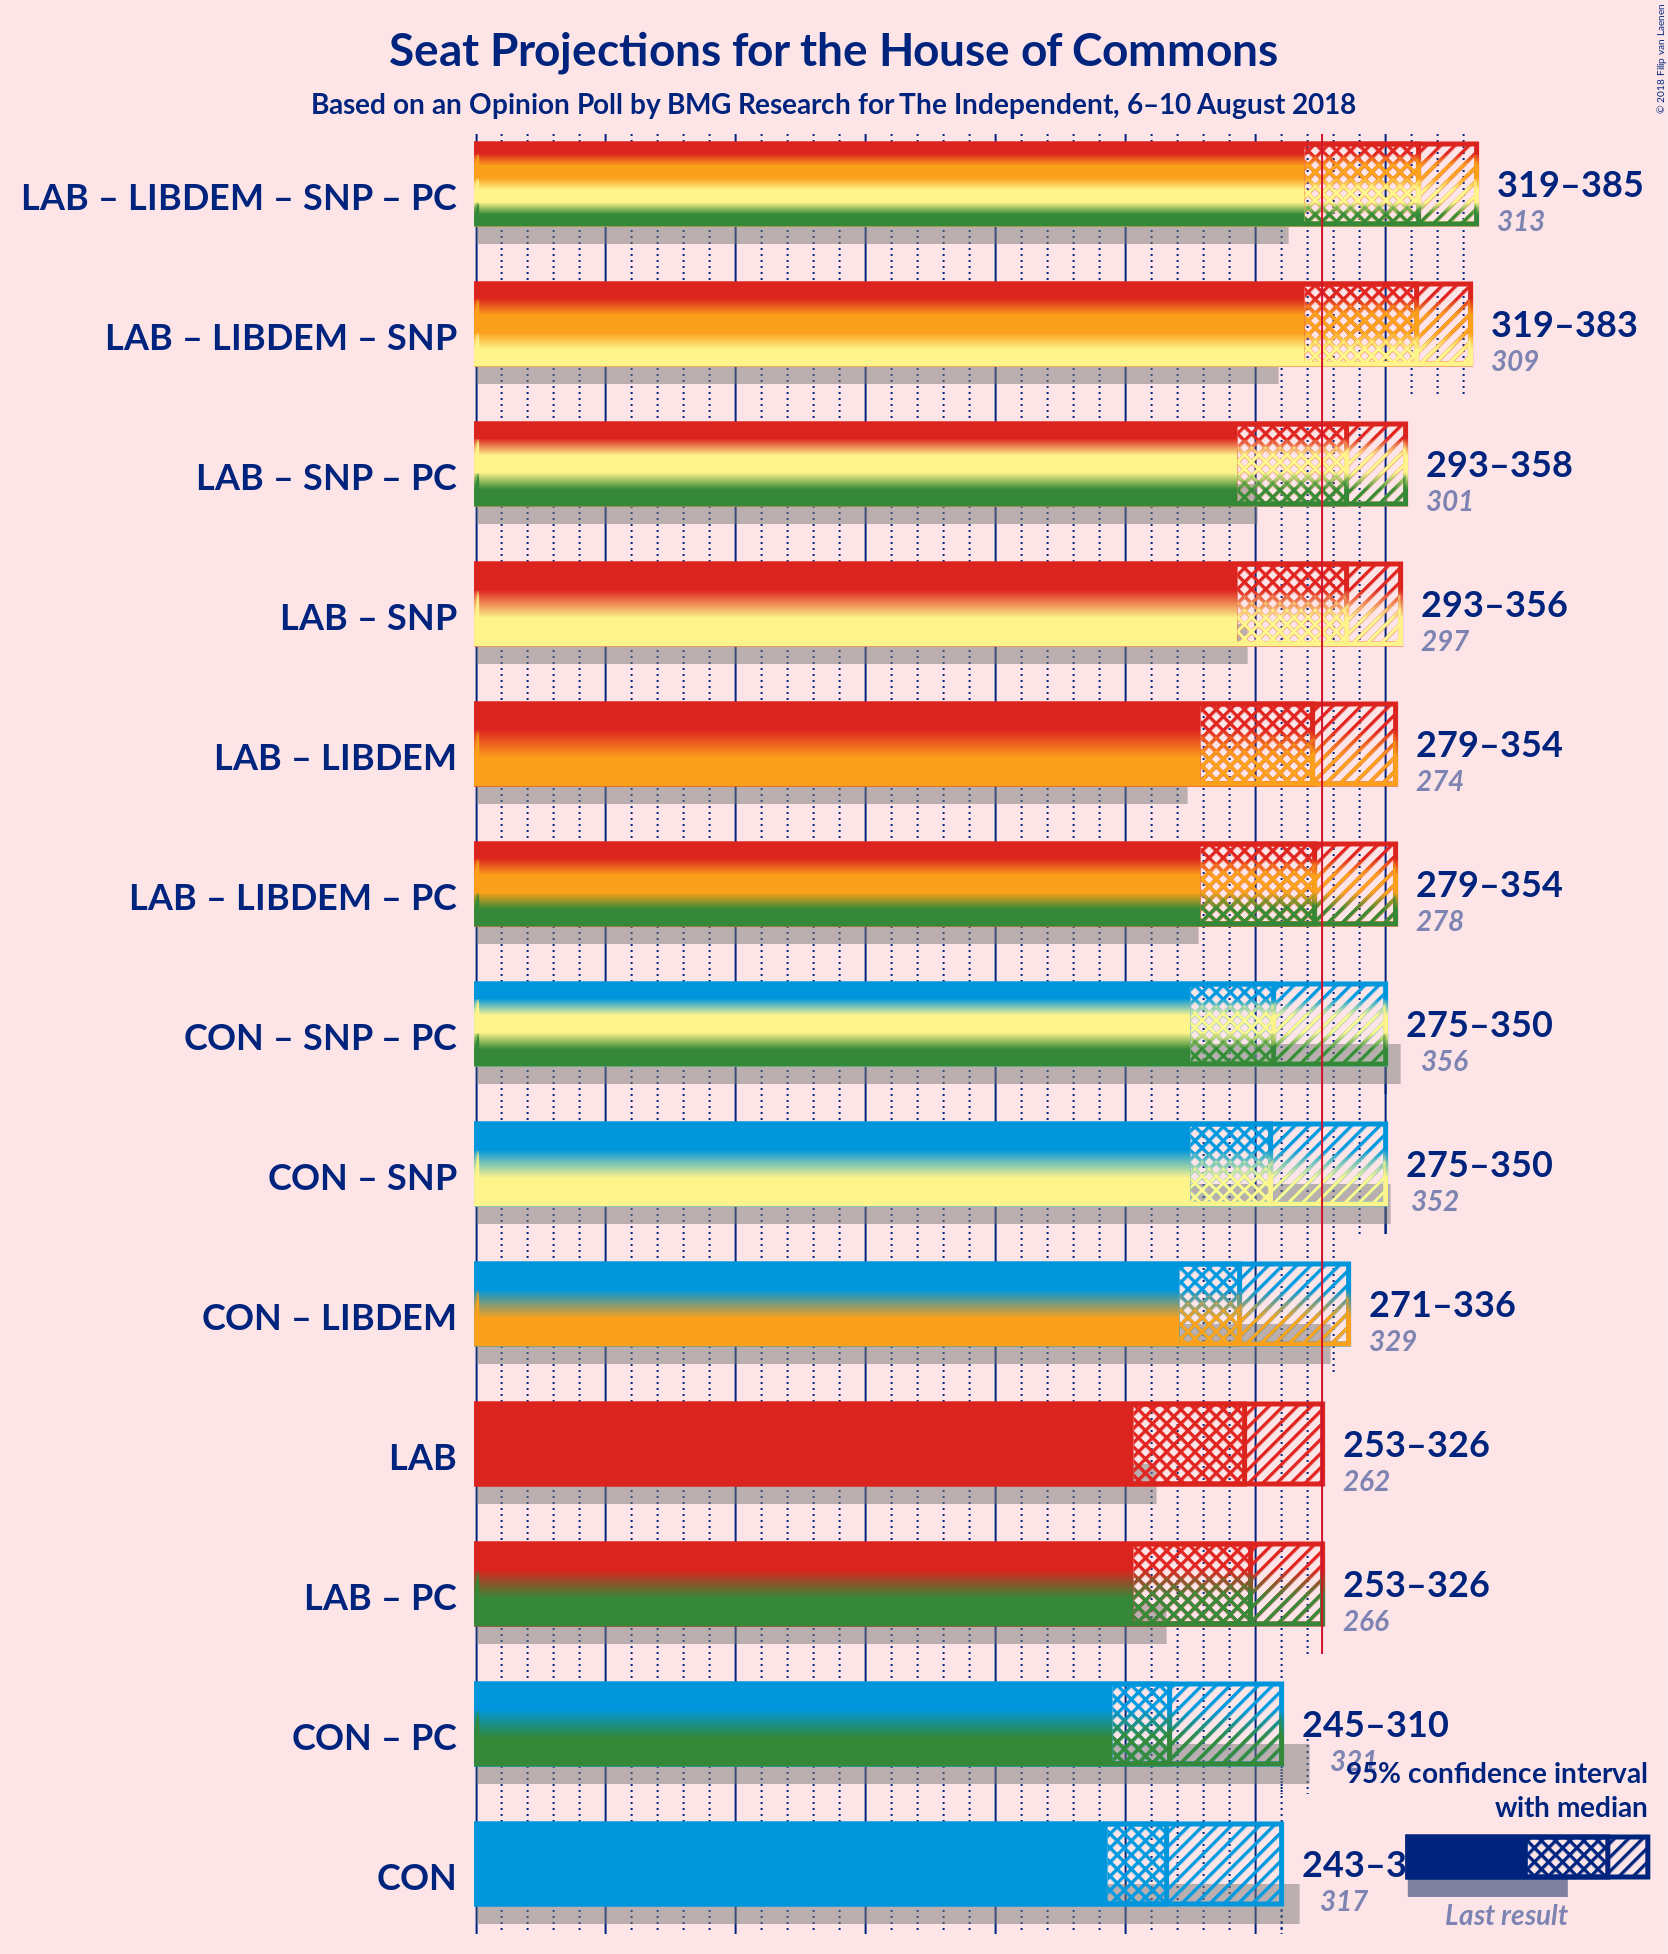 Seat Projections for the House of Commons
Based on an Opinion Poll by BMG Research for The Independent, 6–10 August 2018
© 2018 Filip van Laenen
LAB – LIBDEM – SNP – PC
319–385
313
LAB – LIBDEM – SNP
319–383
309
LAB – SNP – PC
293–358
301
LAB – SNP
293–356
297
LAB – LIBDEM
279–354
274
LAB – LIBDEM – PC
279–354
278
CON – SNP – PC
275–350
356
CON – SNP
275–350
352
CON – LIBDEM
271–336
329
LAB
253–326
262
LAB – PC
253–326
266
CON – PC
245–310
321
CON
243–3
317
95% confidence interval
with median
Last result